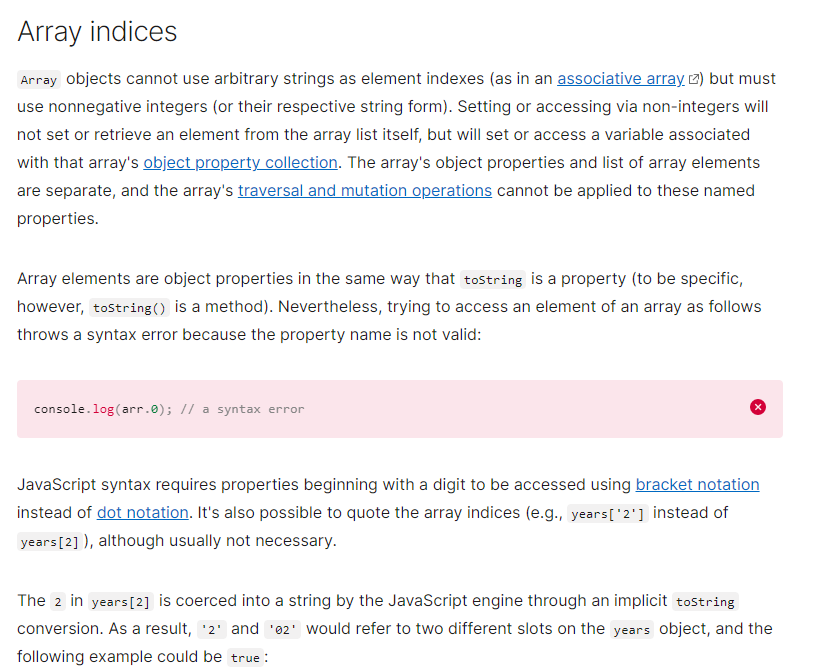 Array indices
Array objects cannot use arbitrary strings as element indexes (as in an associative array) but must
use nonnegative integers (or their respective string form). Setting or accessing via non-integers will
not set or retrieve an element from the array list itself, but will set or access a variable associated
with that array's object property collection. The array's object properties and list of array elements
are separate, and the array's traversal and mutation operations cannot be applied to these named
properties.
Array elements are object properties in the same way that toString is a property (to be specific,
however, toString() is a method). Nevertheless, trying to access an element of an array as follows
throws a syntax error because the property name is not valid:
console.log(arr.0); // a syntax error
JavaScript syntax requires properties beginning with a digit to be accessed using bracket notation
instead of dot notation. It's also possible to quote the array indices (e.g., years['2'] instead of
years[2]), although usually not necessary.
The 2 in years[2] is coerced into a string by the JavaScript engine through an implicit toString
conversion. As a result, '2' and '02' would refer to two different slots on the years object, and the
following example could be true: